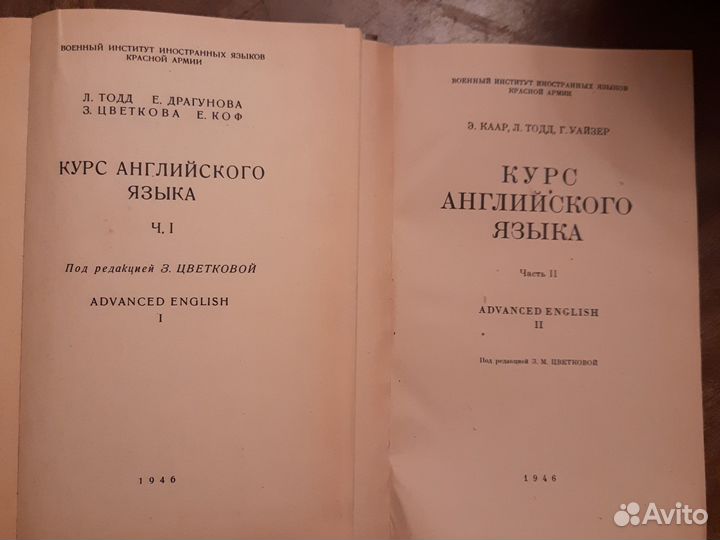 ВОЕННЫЙ ИНСТИТУТ ИНОСТРАННЫХ ЯЗЫКОВ
КРАСНОЙ АРМИИ
Л. ТОДД Е. ДРАГУНОВА
З. ЦВЕТКОВА Е. КОФ
КУРС АНГЛИЙСКОГО
ЯЗЫКА
Ч. I
Под редакцией З. ЦВЕТКОВОЙ
ADVANCED ENGLISH
I
1946
ВОЕННЫЙ ИНСТИТУТ ИНОСТРАННЫХ ЯЗЫКОВ
КРАСНОЙ АРМИИ
Э. КААР, Л. ТОДД, Г. УАЙЗЕР
КУРС
АНГЛИЙСКОГО
ЯЗЫКА
Часть II
ADVANCED ENGLISH
II
Под редакцией З. М. ЦВЕТКОВОЙ
1946
Avito